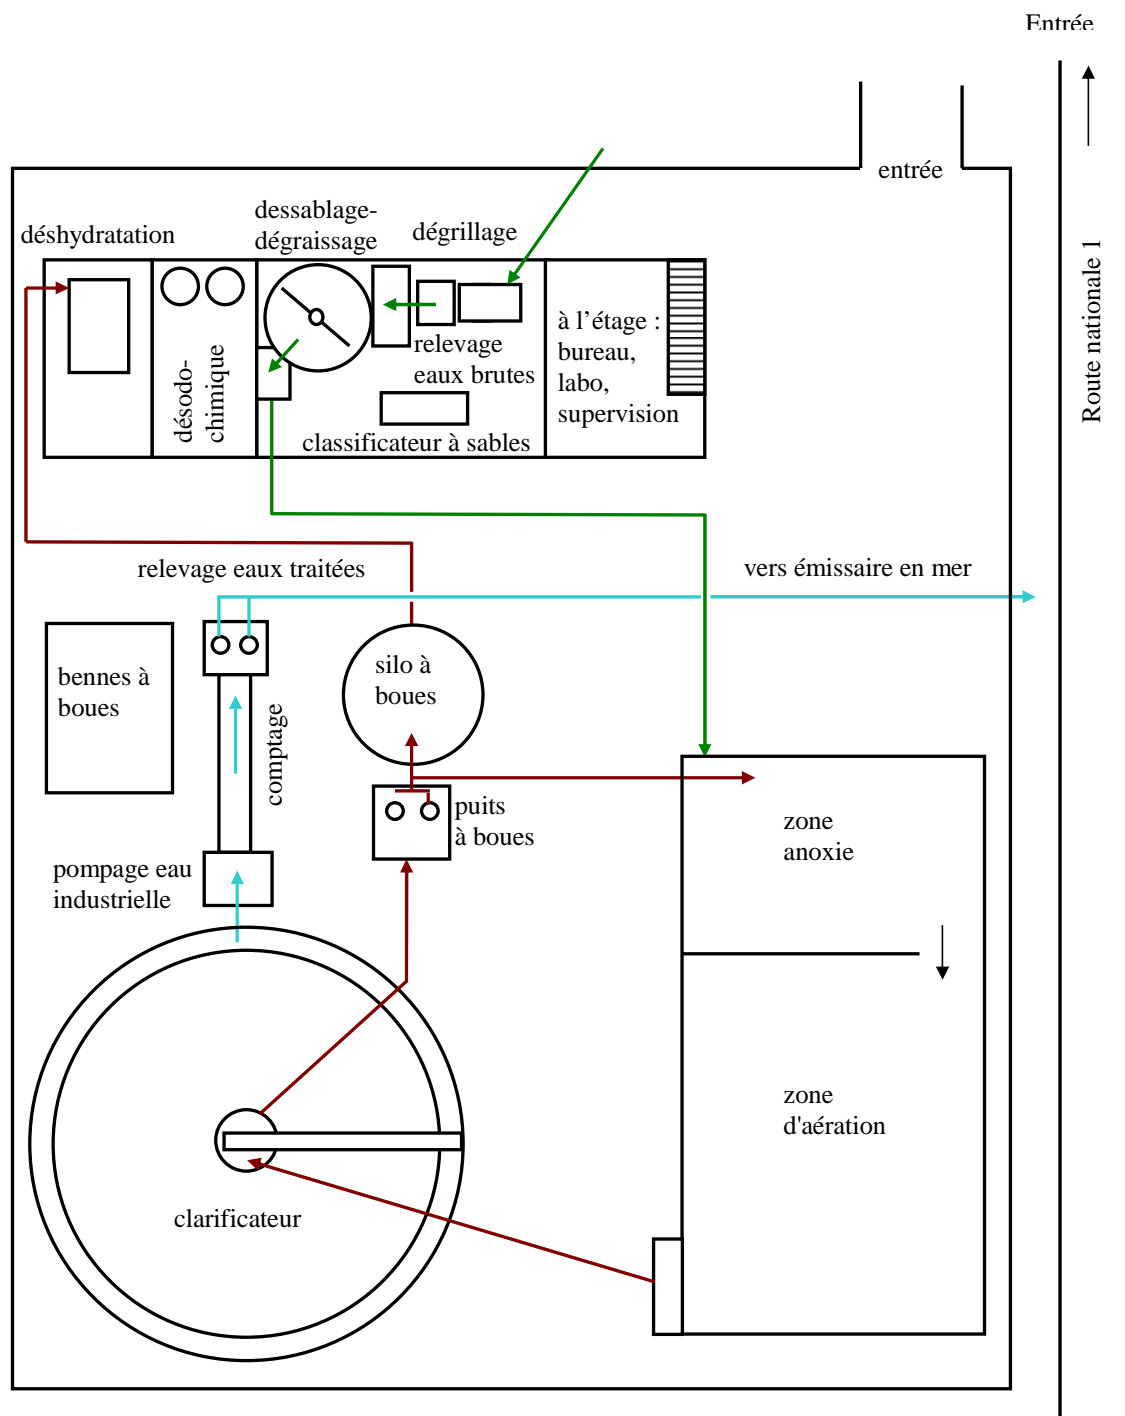 Entrée
entrée
Route nationale 1
dessablage-
dégraissage
dégrillage
déshydratation
à l'étage :
bureau,
labo,
supervision
relevage
eaux brutes
désodo-
chimique
classificateur à sables
relevage eaux traitées
vers émissaire en mer
bennes à
boues
silo à
boues
comptage
puits
à boues
zone
anoxie
pompage eau
industrielle
zone
d'aération
clarificateur